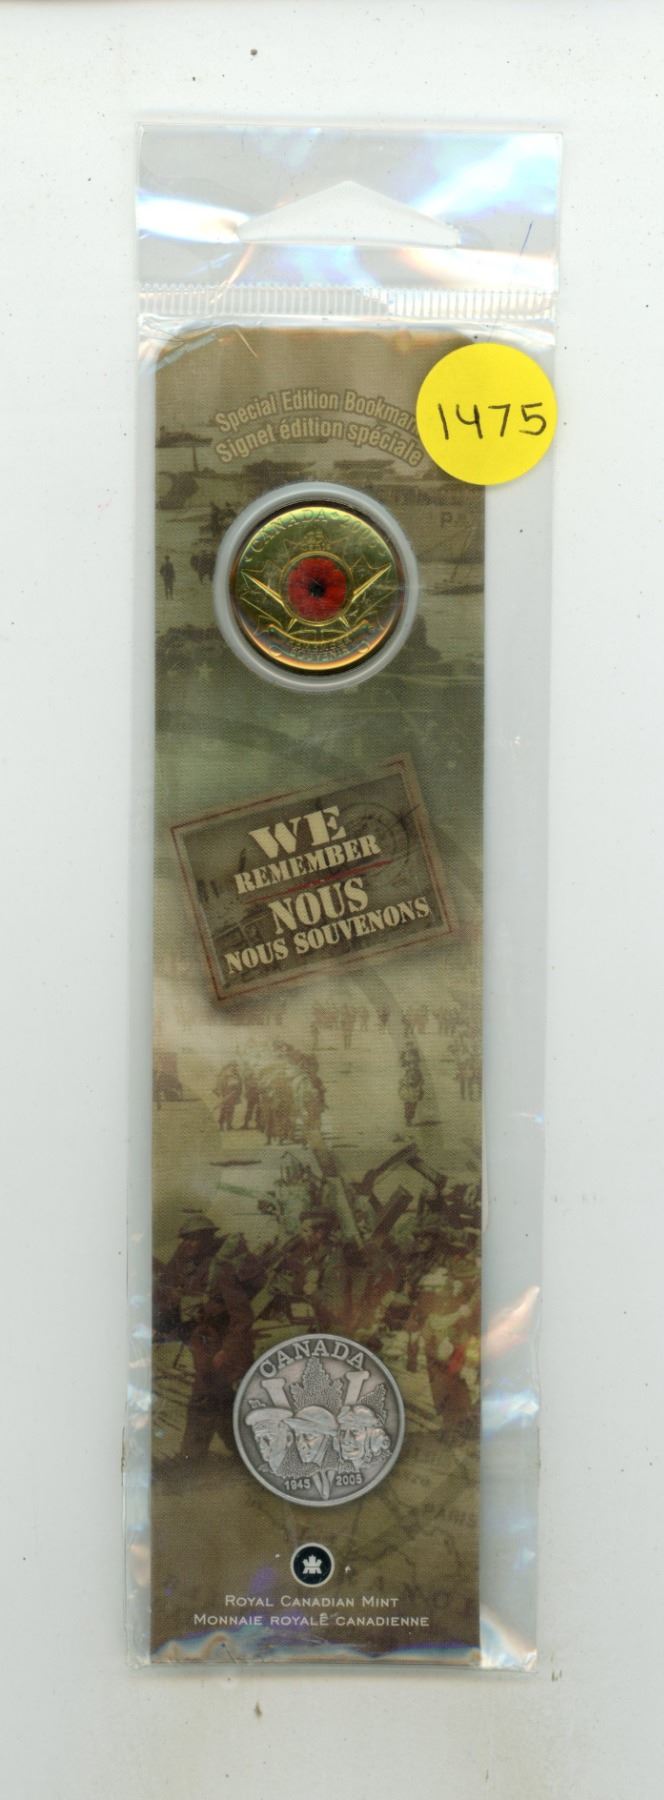 Special Edition Bookmark
Signet édition spéciale
1475
CANADA
WE
REMEMBER
NOUS
NOUS SOUVENONS
CANADA
1945 2005
ROYAL CANADIAN MINT
MONNAIE ROYALE CANADIENNE